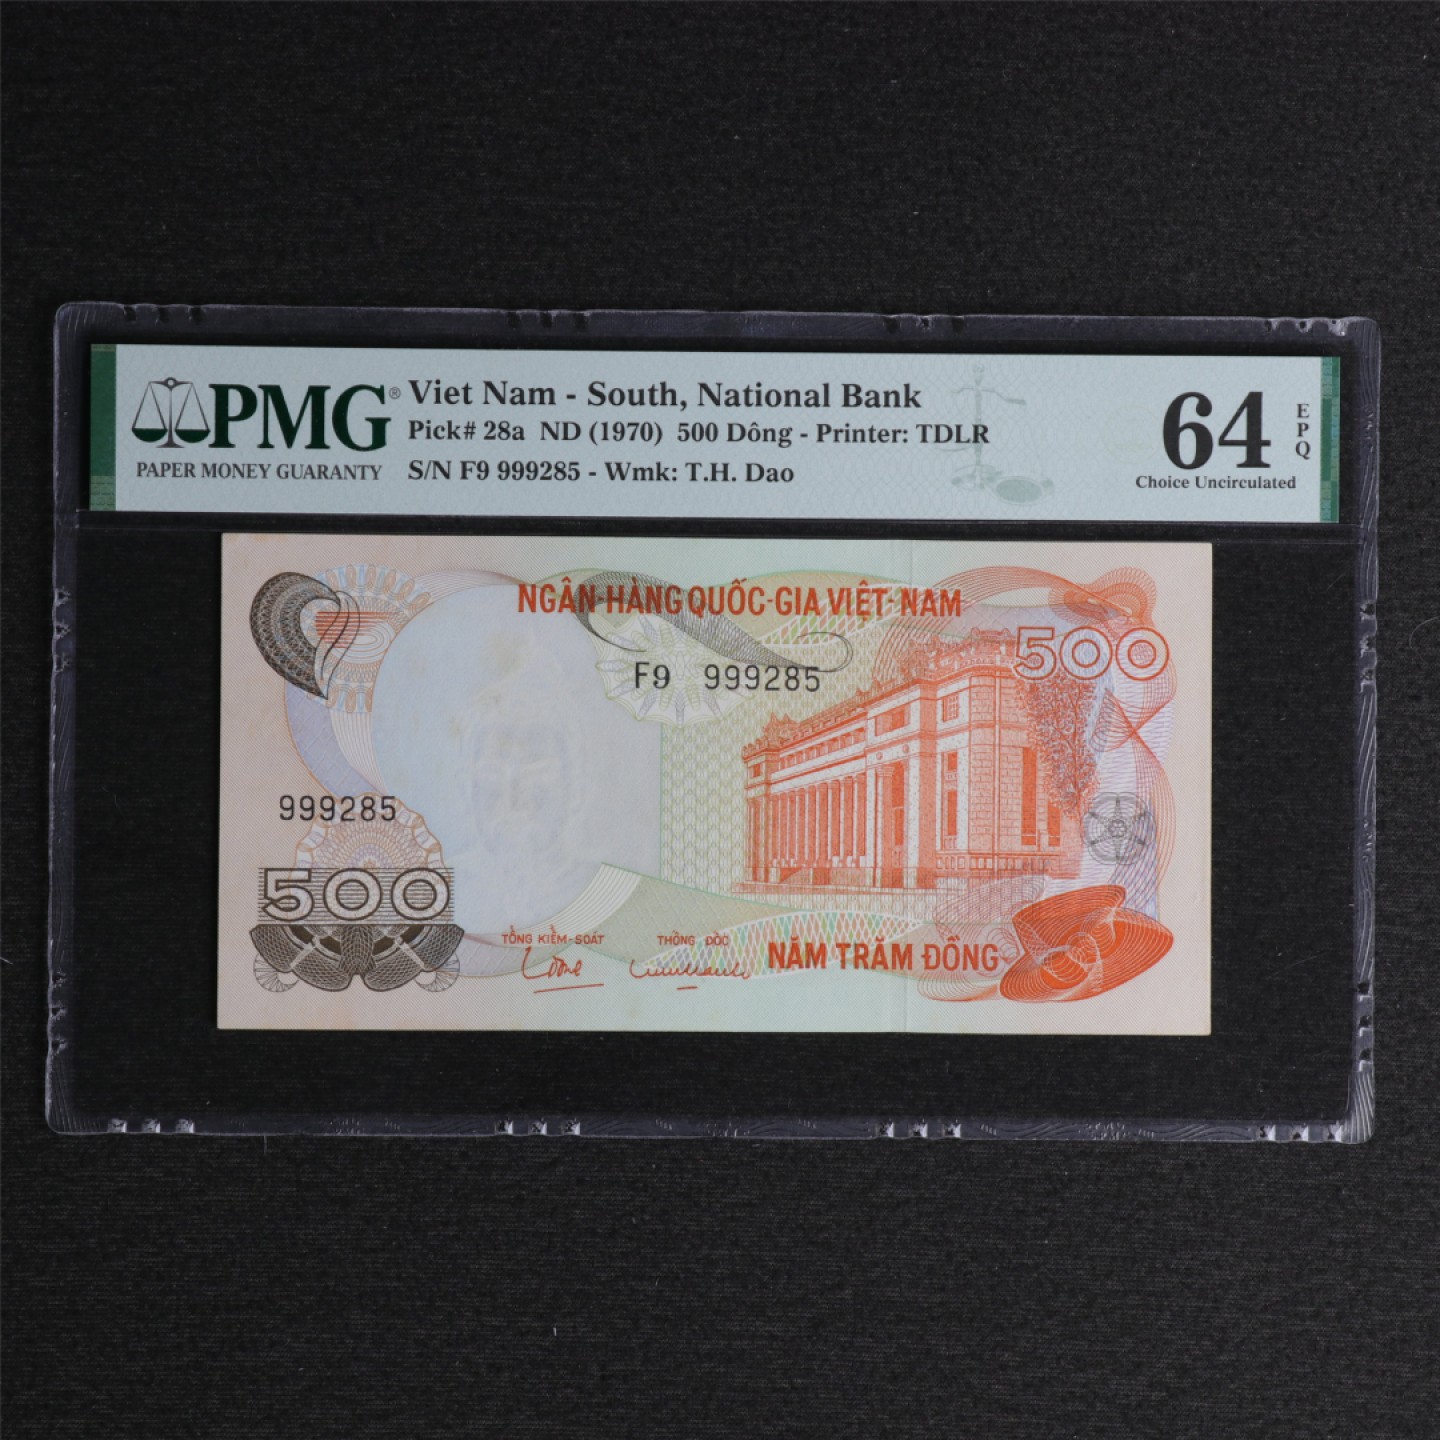 PMG®
PAPER MONEY GUARANTY
Viet Nam - South, National Bank
Pick# 28a ND (1970) 500 Dông - Printer: TDLR
S/N F9 999285 - Wmk: T.H. Dao
64
EPQ
Choice Uncirculated
NGÂN-HÀNG QUỐC-GIA VIỆT-NAM
500
F9 999285
999285
500
TỔNG KIỂM-SOÁT
THỐNG ĐỐC
NĂM TRĂM ĐỒNG